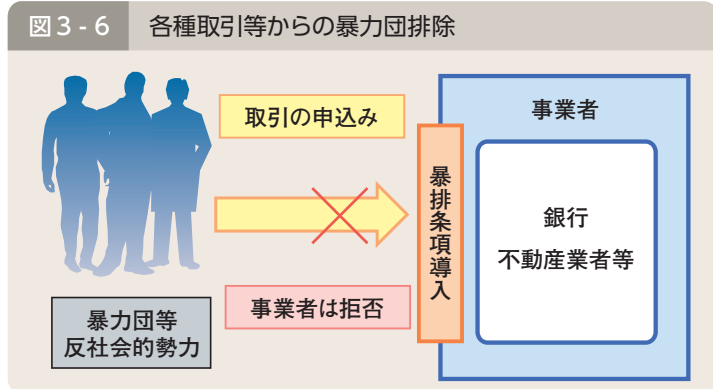 図3-6 各種取引等からの暴力団排除
取引の申込み
事業者
暴排条項導入
銀行
不動産業者等
事業者は拒否
暴力団等
反社会的勢力